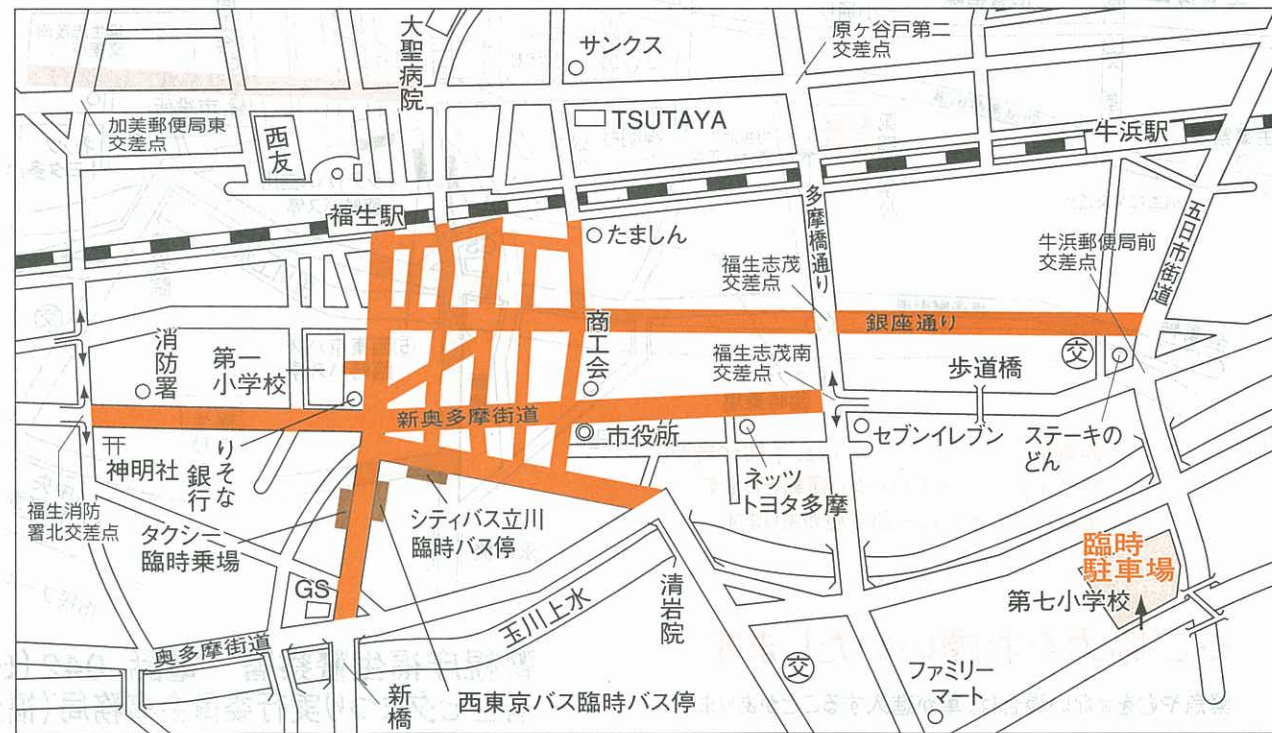 大聖病院
サンクス
原ヶ谷戸第二
交差点
TSUTAYA
加美郵便局東
交差点
西友
牛浜駅
福生駅
たましん
多摩橋通り
五日市街道
牛浜郵便局前
交差点
福生志茂
交差点
銀座通り
商工会
消防署
第一
小学校
福生志茂南
交差点
歩道橋
交
新奥多摩街道
市役所
セブンイレブン
ステーキの
どん
神明社
りそな
銀行
ネッツ
トヨタ多摩
福生消防
署北交差点
タクシー
臨時乗場
シティバス立川
臨時バス停
臨時
駐車場
GS
清岩院
第七小学校
玉川上水
奥多摩街道
交
ファミリー
マート
新橋
西東京バス臨時バス停